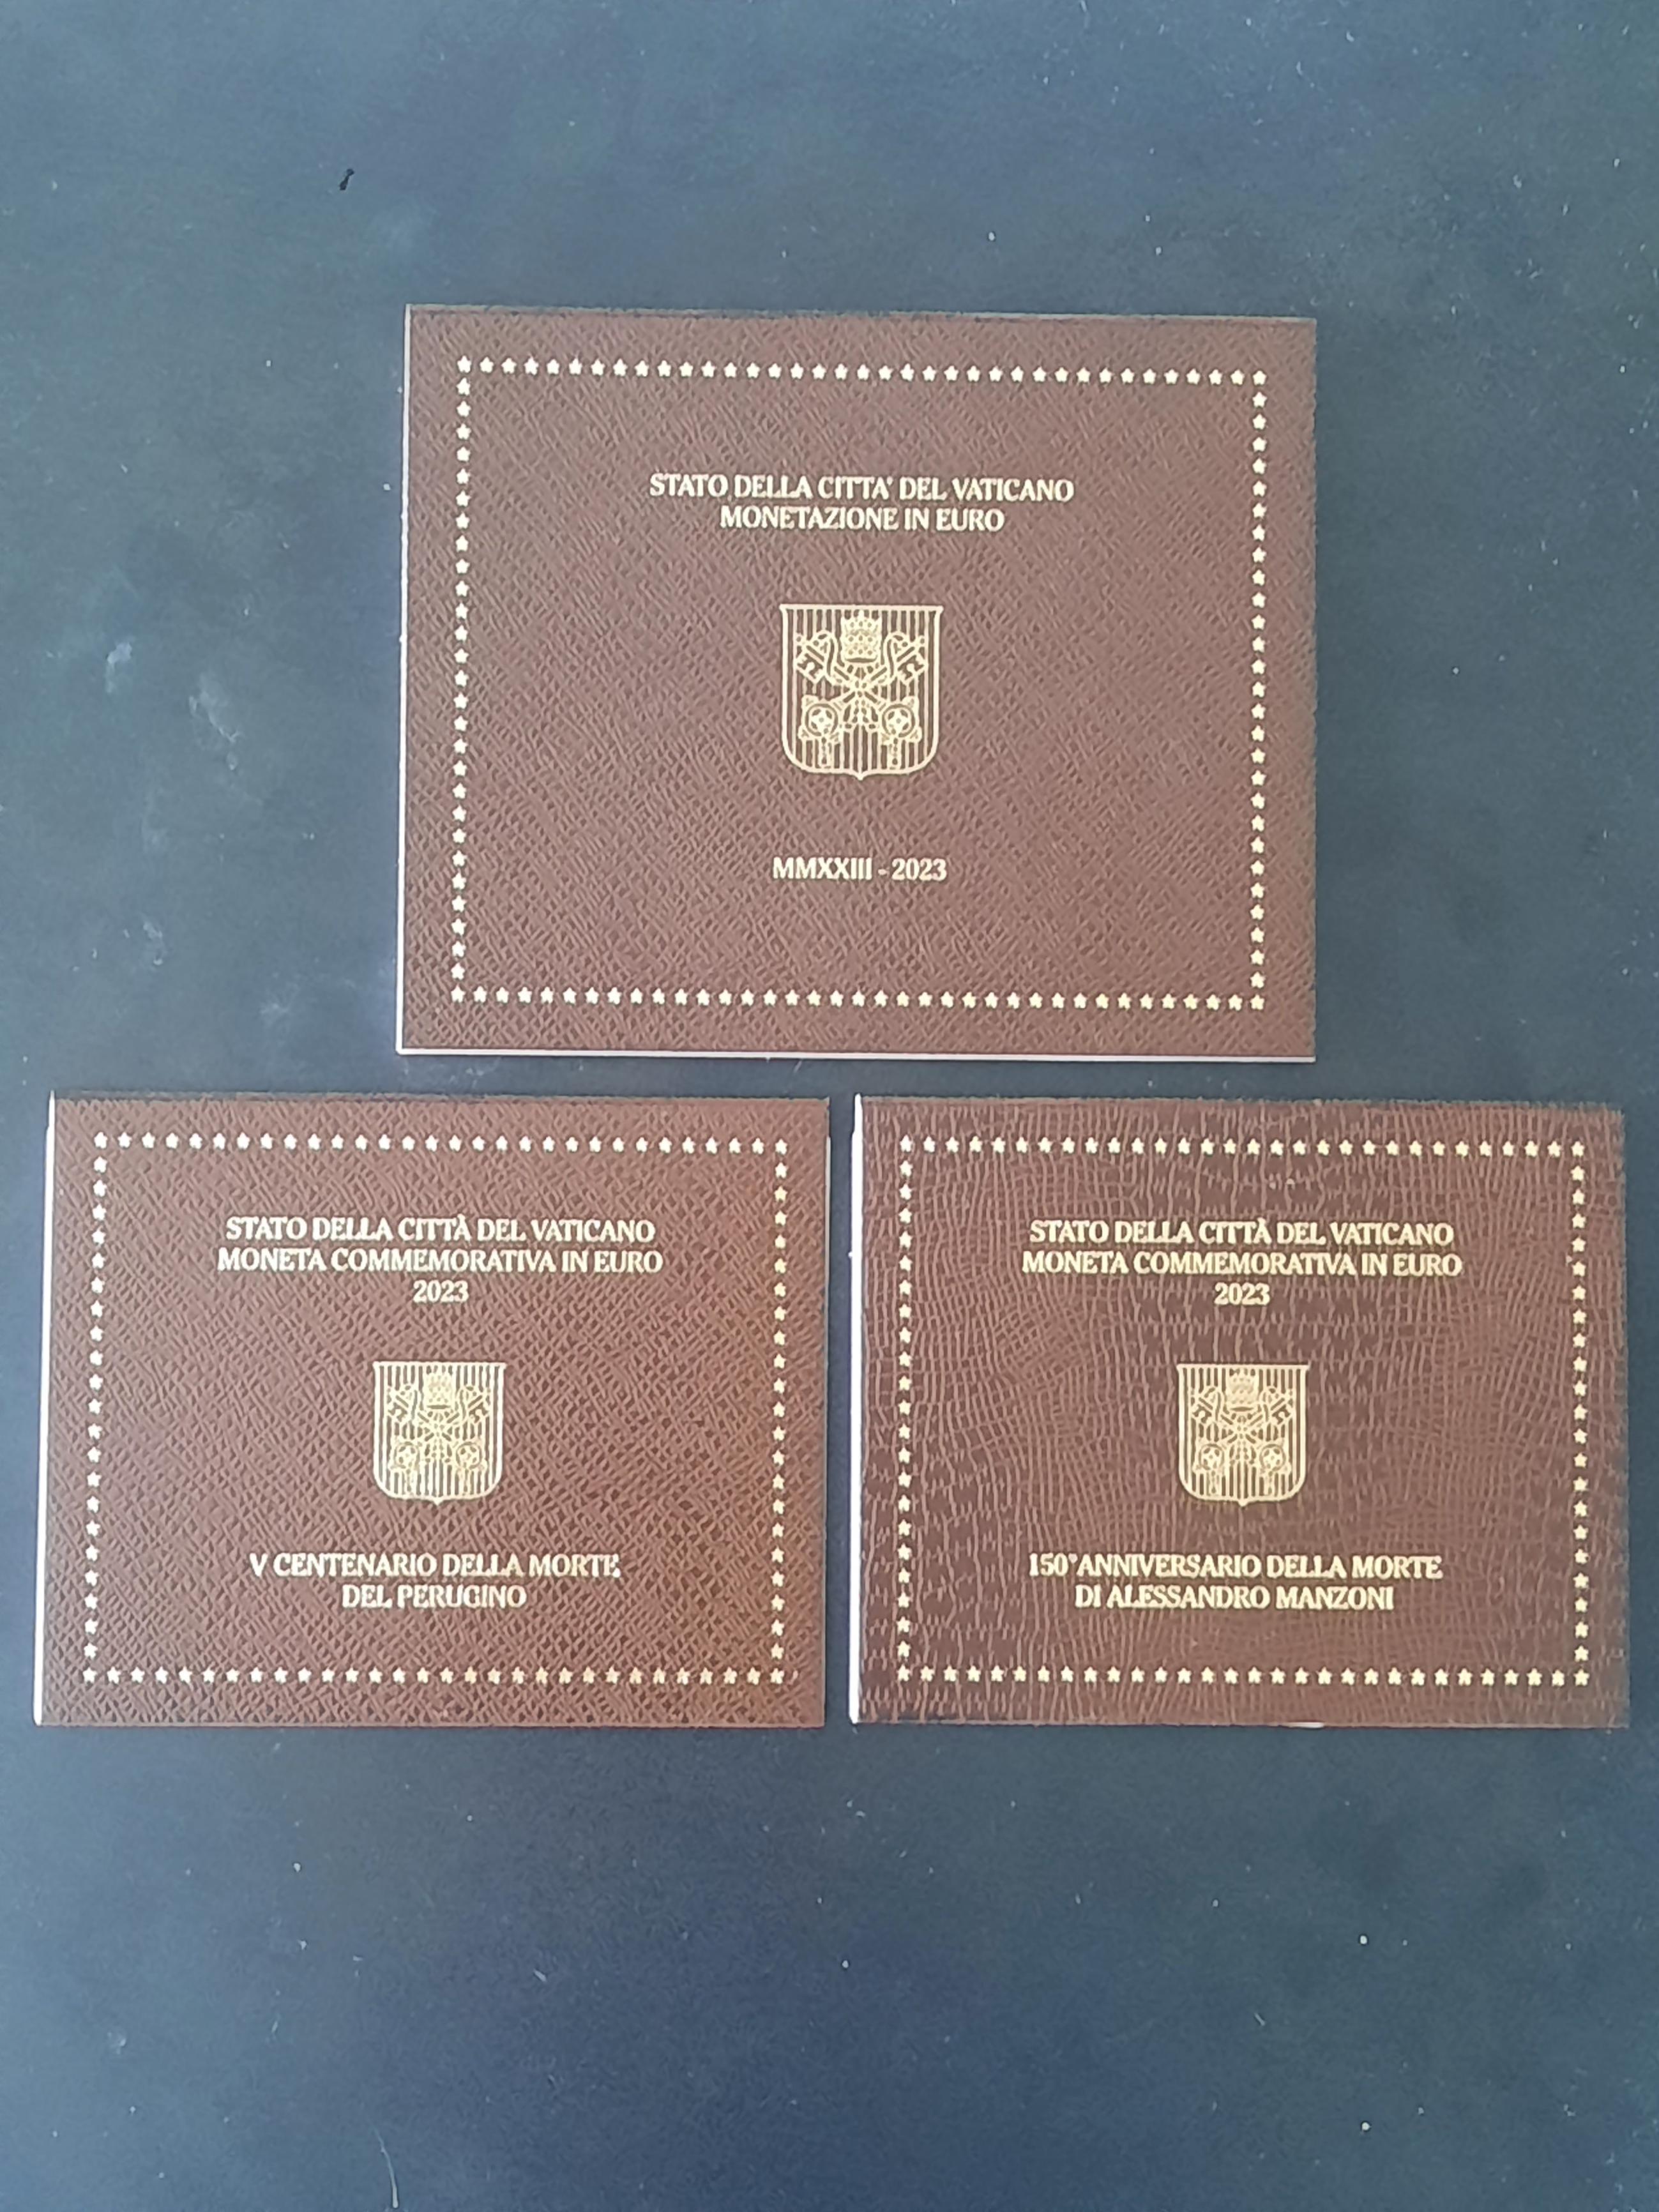 STATO DELLA CITTA' DEL VATICANO
MONETAZIONE IN EURO
MMXXIII - 2023
STATO DELLA CITTÀ DEL VATICANO
MONETA COMMEMORATIVA IN EURO
2023
V CENTENARIO DELLA MORTE
DEL PERUGINO
STATO DELLA CITTÀ DEL VATICANO
MONETA COMMEMORATIVA IN EURO
2023
150° ANNIVERSARIO DELLA MORTE
DI ALESSANDRO MANZONI